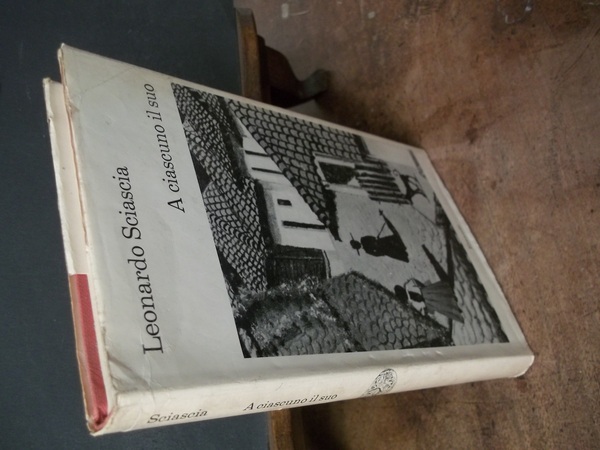 Leonardo Sciascia
A ciascuno il suo
Sciascia
A ciascuno il suo